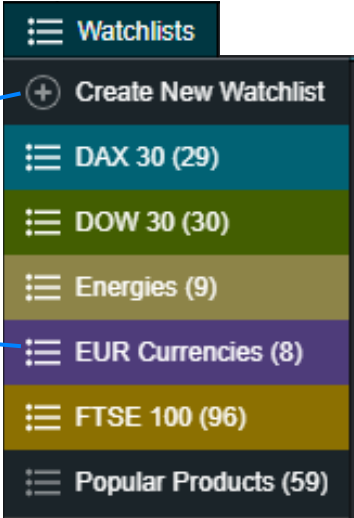 Watchlists
Create New Watchlist
DAX 30 (29)
DOW 30 (30)
Energies (9)
EUR Currencies (8)
FTSE 100 (96)
Popular Products (59)